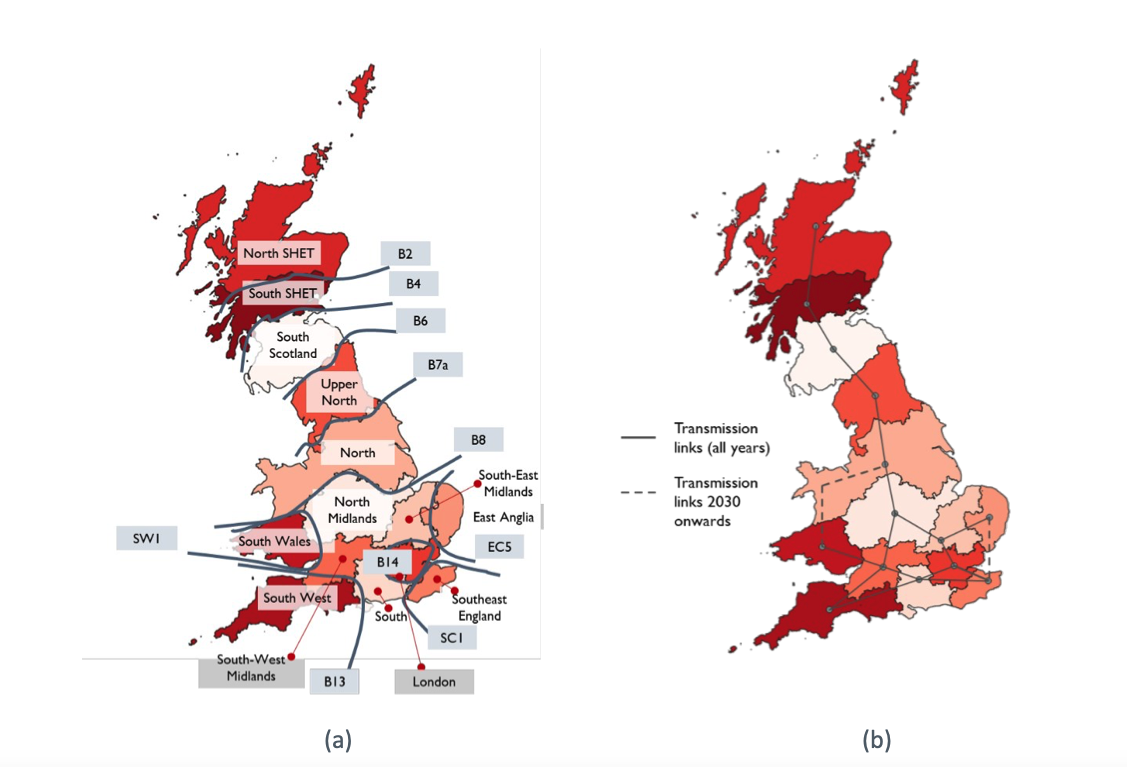 North SHET
B2
South SHET
B4
B6
South
Scotland
B7a
Upper
North
North
B8
South-East
Midlands
North
Midlands
East Anglia
SW1
South Wales
EC5
B14
South West
Southeast
England
South
SC1
South-West
Midlands
B13
London
(a)
Transmission
links (all years)
Transmission
links 2030
onwards
(b)